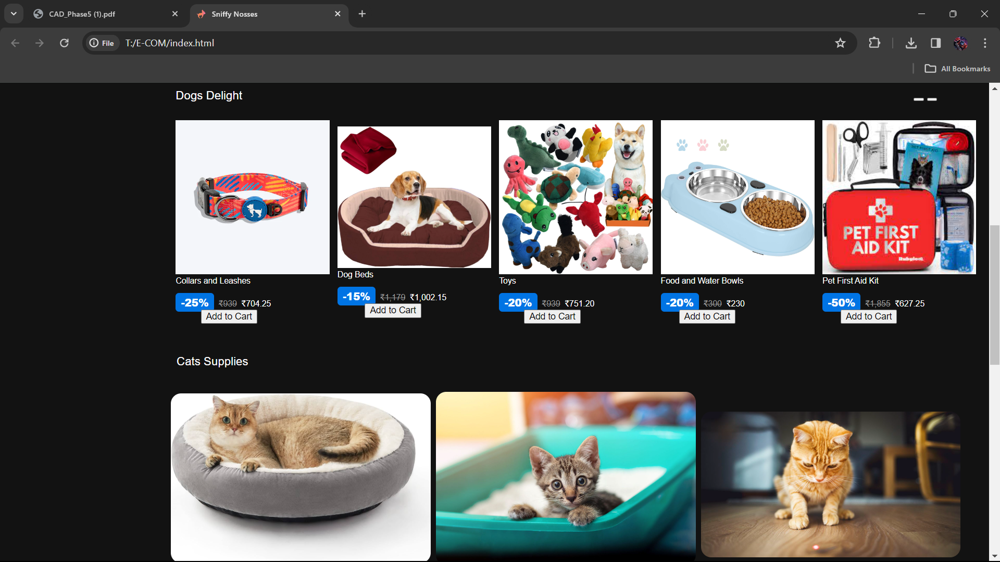 CAD_Phase5 (1).pdf
Sniffy Nosses
File
T:/E-COM/index.html
All Bookmarks
Dogs Delight
PET FIRST AID
PET FIRST
AID KIT
Collars and Leashes
Dog Beds
Toys
Food and Water Bowls
Pet First Aid Kit
-25% ₹939 ₹704.25
-15% ₹1,179 ₹1,002.15
-20% ₹939 ₹751.20
-20% ₹300 ₹230
-50% ₹1,855 ₹627.25
Add to Cart
Add to Cart
Add to Cart
Add to Cart
Add to Cart
Cats Supplies